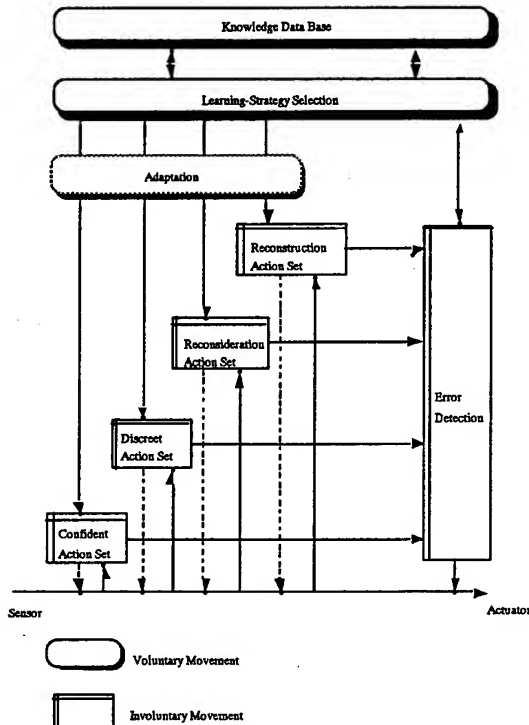 Knowledge Data Base
Learning-Strategy Selection
Adaptation
Reconstruction
Action Set
Reconsideration
Action Set
Error
Detection
Discreet
Action Set
Confident
Action Set
Sensor
Actuator
Voluntary Movement
Involuntary Movement